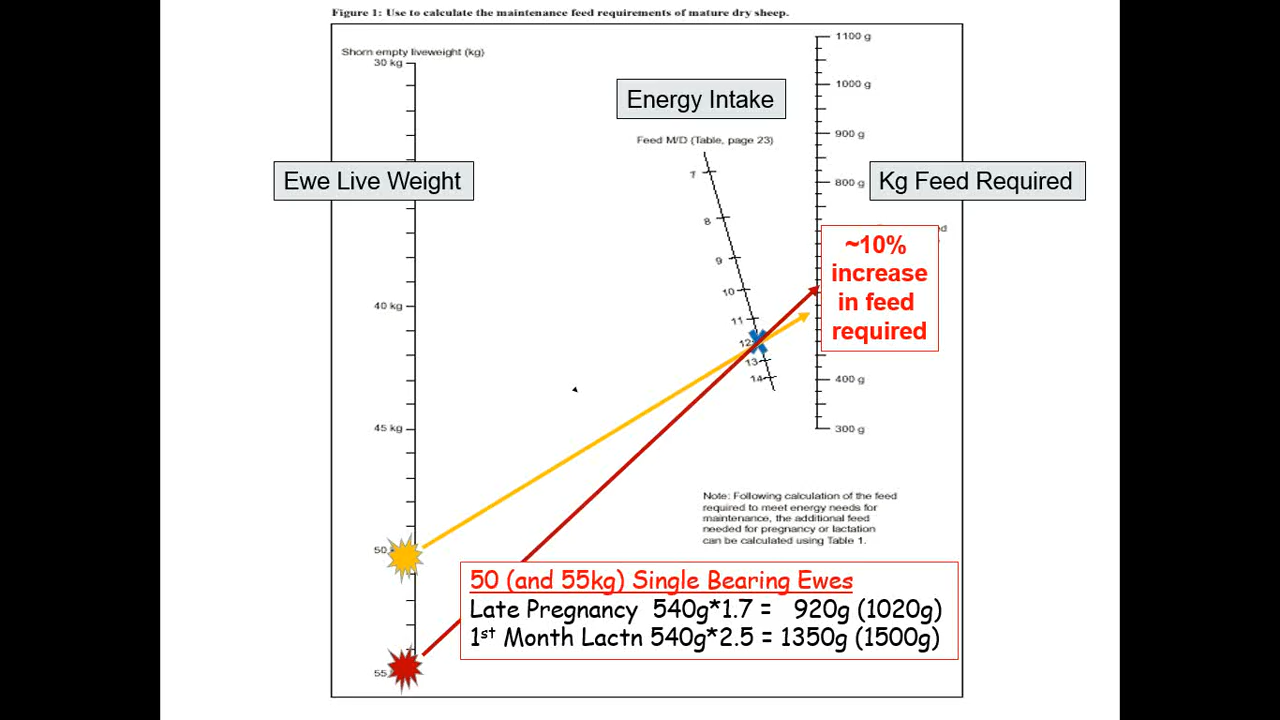 Figure 1: Use to calculate the maintenance feed requirements of mature dry sheep.
Shorn empty liveweight (kg)
30 kg
40 kg
45 kg
50
55
Ewe Live Weight
Energy Intake
Feed M/D (Table, page 23)
7
8
9
10
11
12
13
14
1100 g
1000 g
900 g
800 g
400 g
300 g
Kg Feed Required
~10%
increase
in feed
required
Note: Following calculation of the feed
required to meet energy needs for
maintenance, the additional feed
needed for pregnancy or lactation
can be calculated using Table 1.
50 (and 55kg) Single Bearing Ewes
Late Pregnancy 540g*1.7 = 920g (1020g)
1st Month Lactn 540g*2.5 = 1350g (1500g)